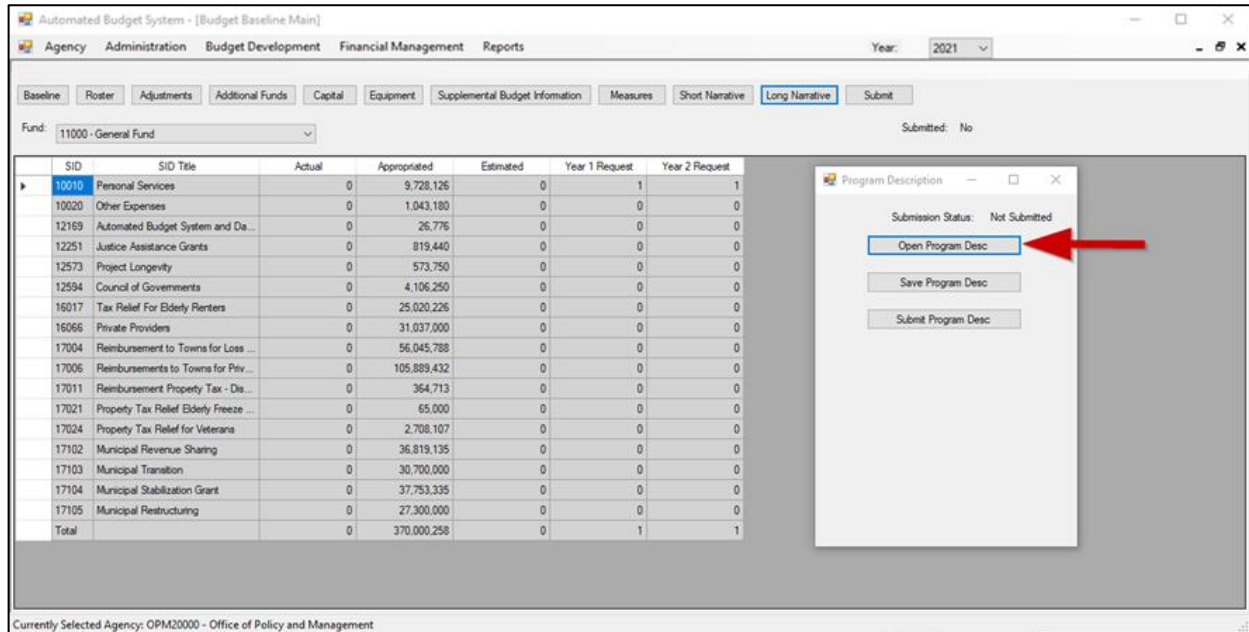 Automated Budget System - [Budget Baseline Main]
Agency Administration Budget Development Financial Management Reports Year: 2021
Baseline Roster Adjustments Additional Funds Capital Equipment Supplemental Budget Information Measures Short Narrative Long Narrative Submit
Fund: 11000 - General Fund Submitted: No
SID SID Title Actual Appropriated Estimated Year 1 Request Year 2 Request
10010 Personal Services 0 9,728,126 0 1 1
10020 Other Expenses 0 1,043,180 0 0 0
12169 Automated Budget System and Da... 0 26,776 0 0 0
12251 Justice Assistance Grants 0 819,440 0 0 0
12573 Project Longevity 0 573,750 0 0 0
12594 Council of Governments 0 4,106,250 0 0 0
16017 Tax Relief For Elderly Renters 0 25,020,226 0 0 0
16066 Private Providers 0 31,037,000 0 0 0
17004 Reimbursement to Towns for Loss ... 0 56,045,788 0 0 0
17006 Reimbursements to Towns for Priv... 0 105,889,432 0 0 0
17011 Reimbursement Property Tax - Dis... 0 364,713 0 0 0
17021 Property Tax Relief Elderly Freeze ... 0 65,000 0 0 0
17024 Property Tax Relief for Veterans 0 2,708,107 0 0 0
17102 Municipal Revenue Sharing 0 36,819,135 0 0 0
17103 Municipal Transition 0 30,700,000 0 0 0
17104 Municipal Stabilization Grant 0 37,753,335 0 0 0
17105 Municipal Restructuring 0 27,300,000 0 0 0
Total 0 370,000,258 0 1 1
Program Description
Submission Status: Not Submitted
Open Program Desc
Save Program Desc
Submit Program Desc
Currently Selected Agency: OPM20000 - Office of Policy and Management